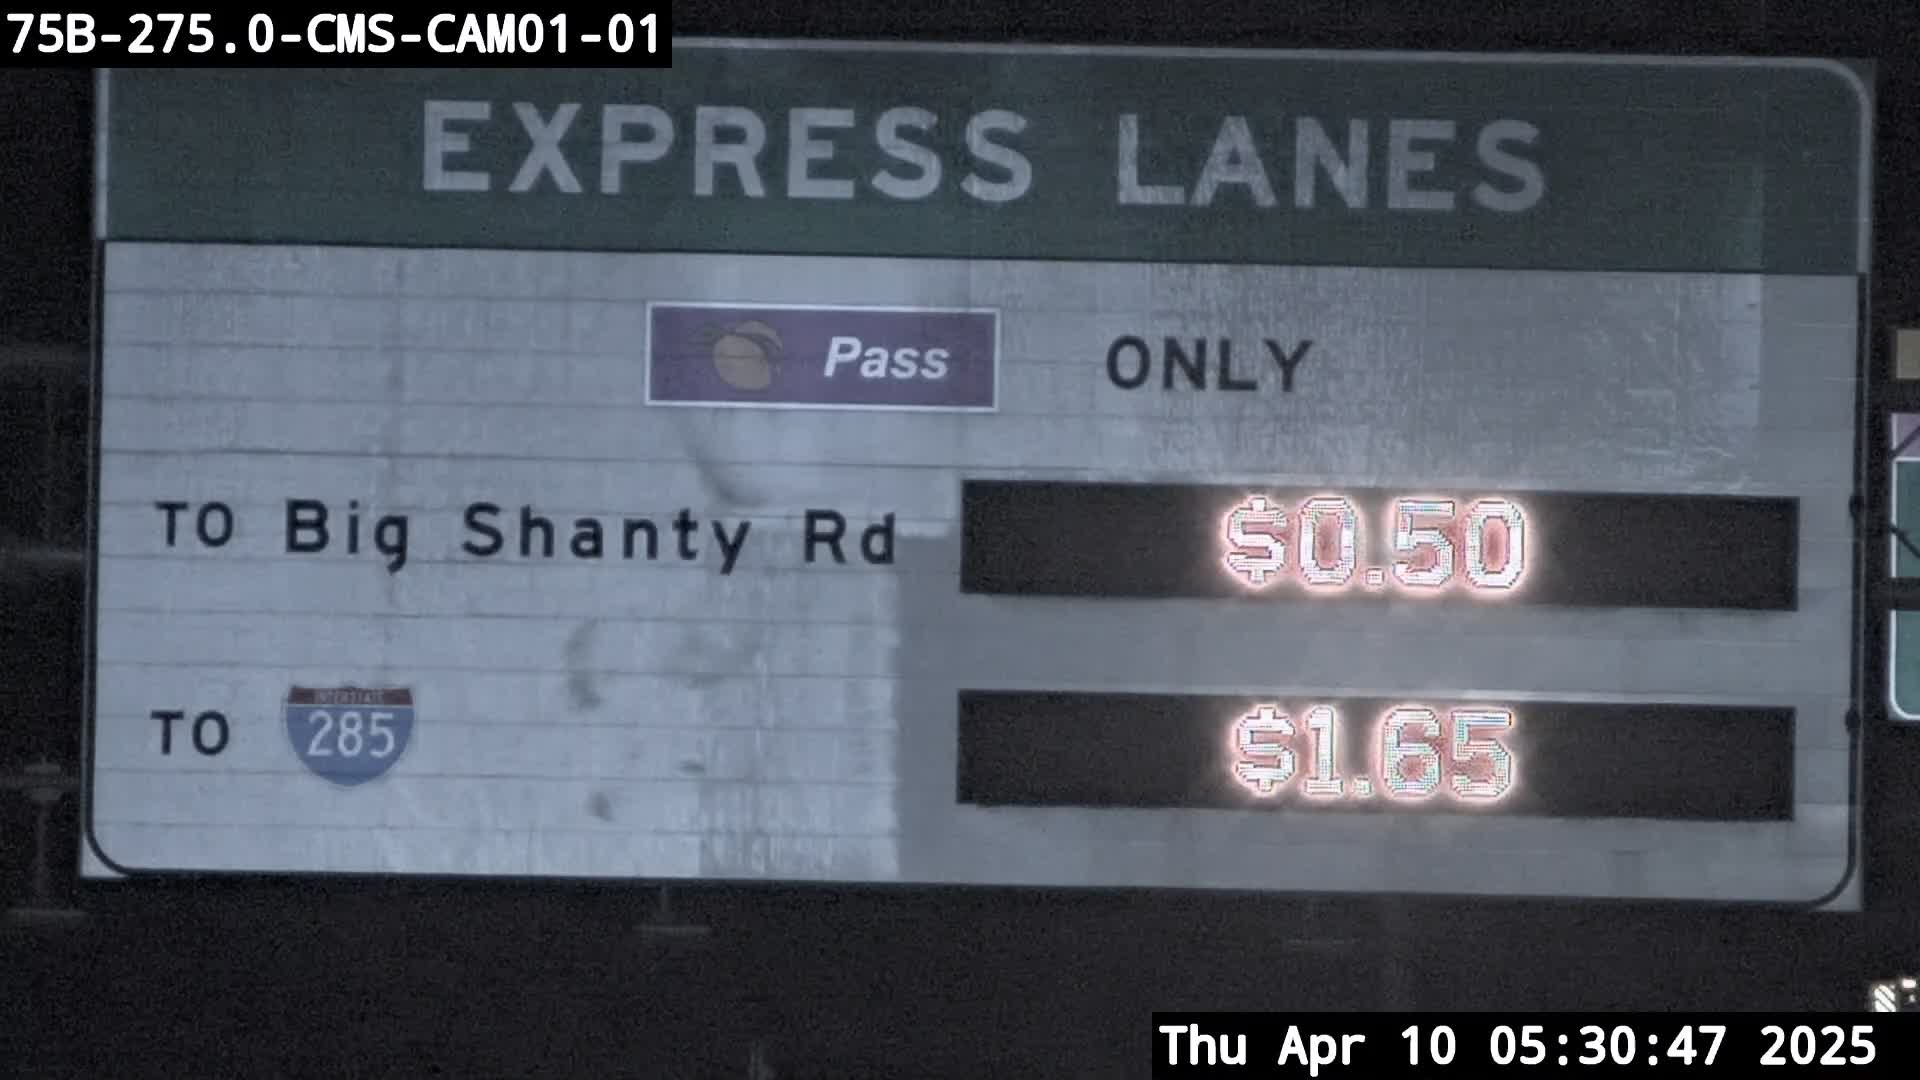 75B-275.0-CMS-CAM01-01
EXPRESS LANES
Pass ONLY
TO Big Shanty Rd $0.50
INTERSTATE
TO 285 $1.65
Thu Apr 10 05:30:47 2025